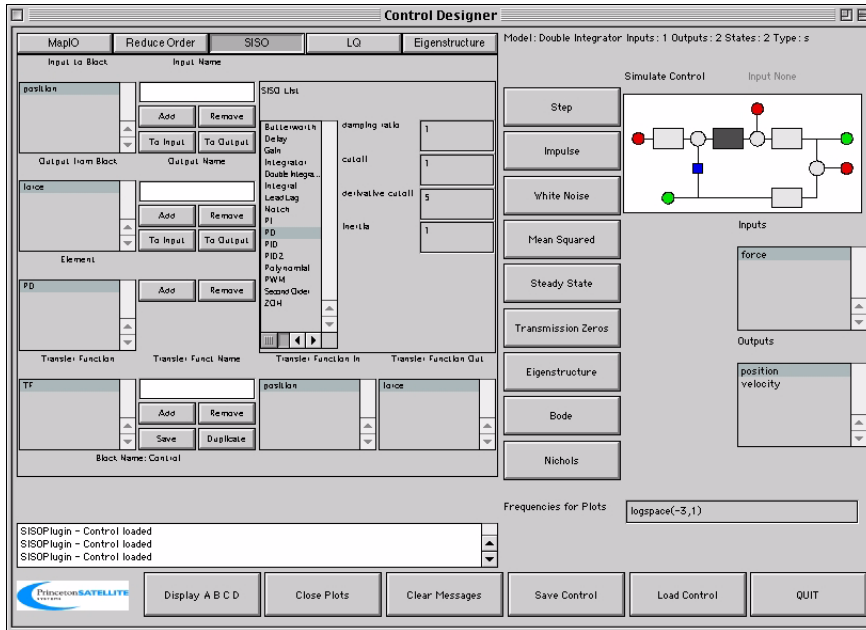 Control Designer
MapIO
Reduce Order
SISO
LQ
Eigenstructure
Model: Double Integrator Inputs: 1 Outputs: 2 States: 2 Type: s
Input to Block
Input Name
position
Add
Remove
To Input
To Output
Output from Block
Output Name
force
Add
Remove
To Input
To Output
Element
PD
Add
Remove
SISO List
Butterworth
Delay
Gain
Integrator
Double Integra...
Integral
Lead Lag
Notch
PI
PD
PID
PID2
Polynomial
PWM
Second Order
ZOH
damping ratio
1
cutoff
1
derivative cutoff
5
Inertia
1
Transfer Function
Transfer Funct Name
Transfer Function In
Transfer Function Out
TF
Add
Remove
Save
Duplicate
position
force
Block Name: Control
Step
Impulse
White Noise
Mean Squared
Steady State
Transmission Zeros
Eigenstructure
Bode
Nichols
Simulate Control
Input None
Inputs
force
Outputs
position
velocity
Frequencies for Plots
logspace(-3,1)
SISOPlugin - Control loaded
SISOPlugin - Control loaded
SISOPlugin - Control loaded
PrincetonSATELLITE
SYSTEMS
Display A B C D
Close Plots
Clear Messages
Save Control
Load Control
QUIT